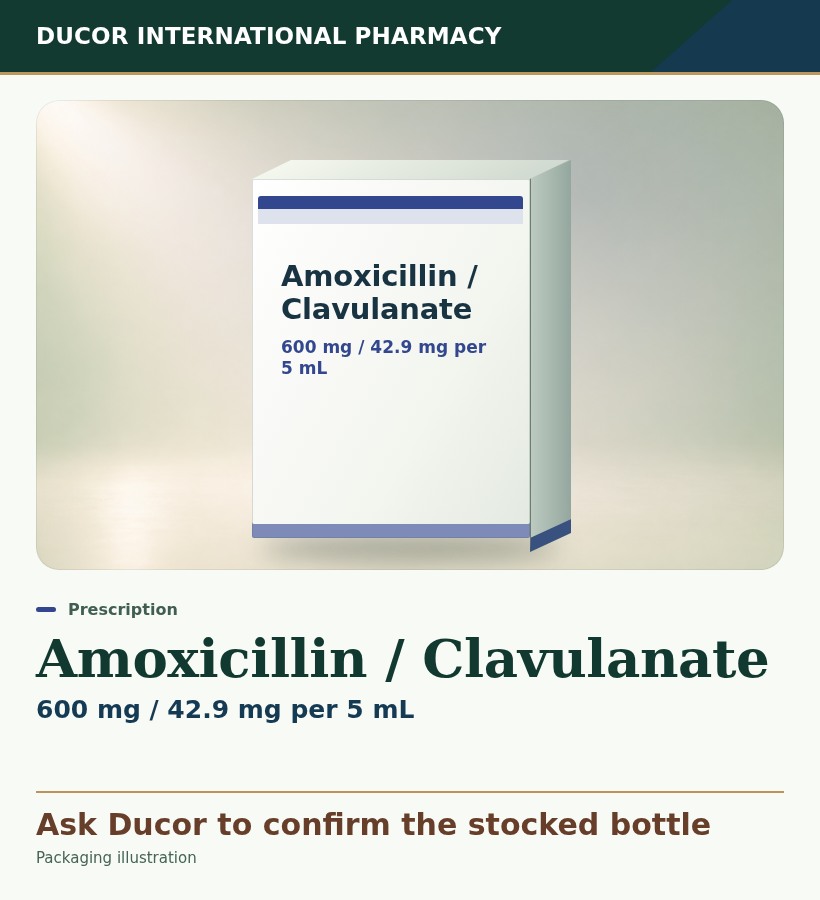 DUCOR INTERNATIONAL PHARMACY
Amoxicillin /
Clavulanate
600 mg / 42.9 mg per
5 mL
Prescription
Amoxicillin / Clavulanate
600 mg / 42.9 mg per 5 mL
Ask Ducor to confirm the stocked bottle
Packaging illustration